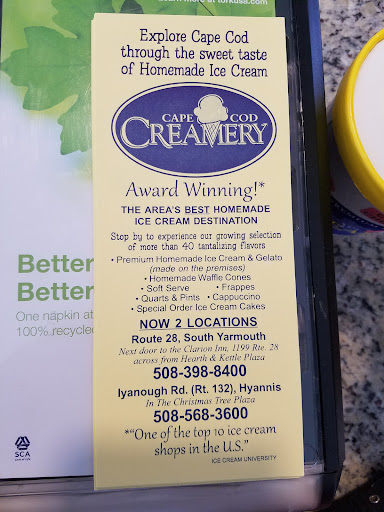 Learn more at torkusa.com
Explore Cape Cod
through the sweet taste
of Homemade Ice Cream
CAPE COD
CREAMERY
Award Winning!*
THE AREA'S BEST HOMEMADE
ICE CREAM DESTINATION
Stop by to experience our growing selection
of more than 40 tantalizing flavors
• Premium Homemade Ice Cream & Gelato
(made on the premises)
• Homemade Waffle Cones
• Soft Serve • Frappes
• Quarts & Pints • Cappuccino
• Special Order Ice Cream Cakes
NOW 2 LOCATIONS
Route 28, South Yarmouth
Next door to the Clarion Inn, 1199 Rte. 28
across from Hearth & Kettle Plaza
508-398-8400
Iyanough Rd. (Rt. 132), Hyannis
In The Christmas Tree Plaza
508-568-3600
*"One of the top 10 ice cream
shops in the U.S."
ICE CREAM UNIVERSITY
Better
Better
One napkin at
100% recycled
SCA